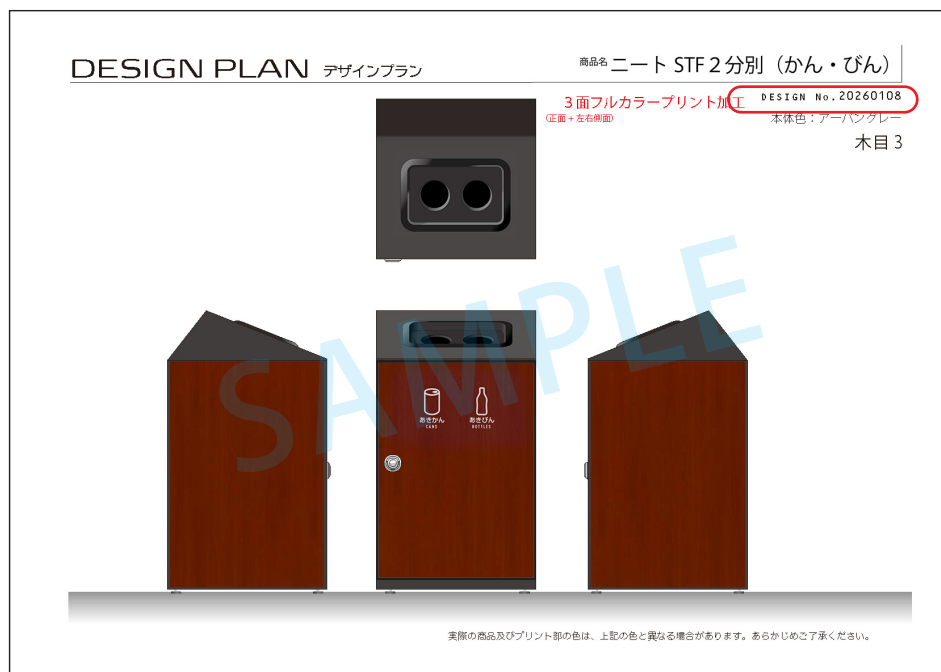 DESIGN PLAN デザインプラン
商品名 ニート STF 2 分別（かん・びん）
3 面フルカラープリント加工
（正面 + 左右側面）
DESIGN No.20260108
本体色：アーバングレー
木目 3
SAMPLE
あきかん
CANS
あきびん
BOTTLES
実際の商品及びプリント部の色は、上記の色と異なる場合があります。あらかじめご了承ください。